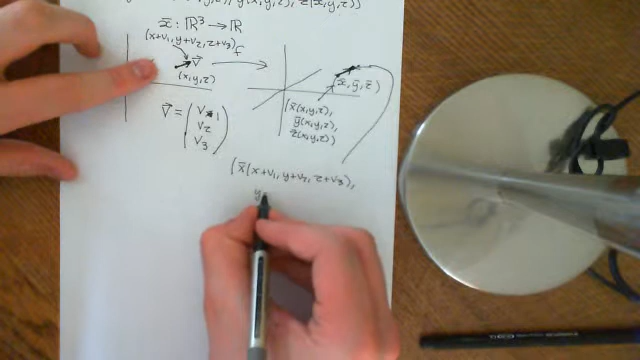 x̄ : ℝ³ → ℝ
(x+v₁, y+v₂, z+v₃)
f
v⃗
(x,y,z)
(x̄, ȳ, z̄)
v⃗ = (v₁
v₂
v₃)
(x̄(x,y,z),
ȳ(x,y,z),
z̄(x,y,z))
(x̄(x+v₁, y+v₂, z+v₃),
y